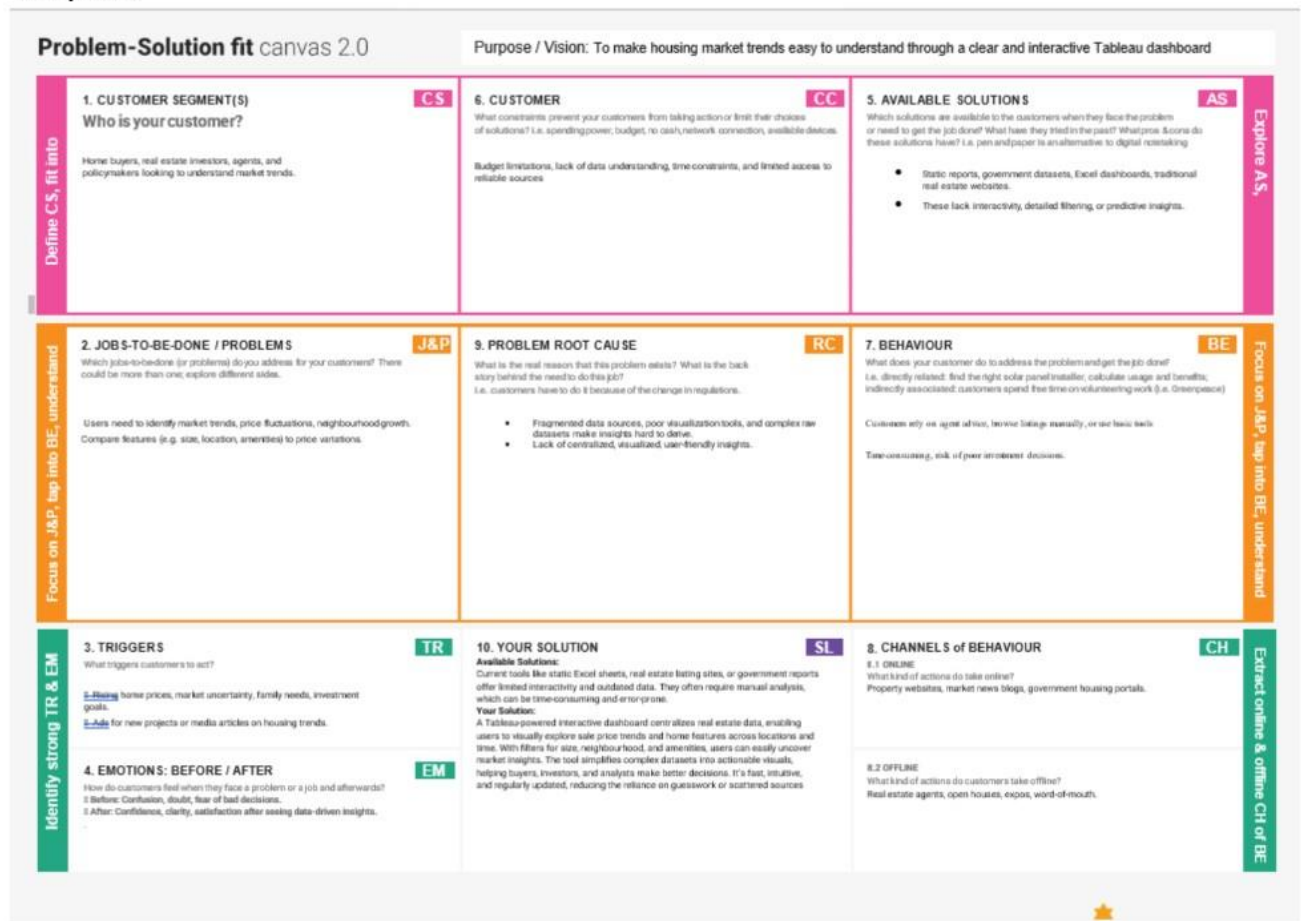 Problem-Solution fit canvas 2.0
Purpose / Vision: To make housing market trends easy to understand through a clear and interactive Tableau dashboard
Define CS, fit into
1. CUSTOMER SEGMENT(S)
CS
Who is your customer?
Home buyers, real estate investors, agents, and
policymakers looking to understand market trends.
6. CUSTOMER
CC
What constraints prevent your customers from taking action or limit their choices
of solutions? i.e. spending power, budget, no cash, network connection, available devices.
Budget limitations, lack of data understanding, time constraints, and limited access to
reliable sources
5. AVAILABLE SOLUTIONS
AS
Which solutions are available to the customers when they face the problem
or need to get the job done? What have they tried in the past? What pros & cons do
these solutions have? i.e. pen and paper is an alternative to digital notetaking
• Static reports, government datasets, Excel dashboards, traditional
real estate websites.
• These lack interactivity, detailed filtering, or predictive insights.
Explore AS,
Focus on J&P, tap into BE, understand
2. JOBS-TO-BE-DONE / PROBLEMS
J&P
Which jobs-to-be-done (or problems) do you address for your customers? There
could be more than one; explore different sides.
Users need to identify market trends, price fluctuations, neighbourhood growth.
Compare features (e.g. size, location, amenities) to price variations.
9. PROBLEM ROOT CAUSE
RC
What is the real reason that this problem exists? What is the back
story behind the need to do this job?
i.e. customers have to do it because of the change in regulations.
• Fragmented data sources, poor visualization tools, and complex raw
datasets make insights hard to derive.
• Lack of centralized, visualized, user-friendly insights.
7. BEHAVIOUR
BE
What does your customer do to address the problem and get the job done?
i.e. directly related: find the right solar panel installer, calculate usage and benefits;
indirectly associated: customers spend free time on volunteering work (i.e. Greenpeace)
Customers rely on agent advice, browse listings manually, or use basic tools
Time-consuming, risk of poor investment decisions.
Focus on J&P, tap into BE, understand
Identify strong TR & EM
3. TRIGGERS
TR
What triggers customers to act?
Rising home prices, market uncertainty, family needs, investment
goals.
Ads for new projects or media articles on housing trends.
4. EMOTIONS: BEFORE / AFTER
EM
How do customers feel when they face a problem or a job and afterwards?
Before: Confusion, doubt, fear of bad decisions.
After: Confidence, clarity, satisfaction after seeing data-driven insights.
10. YOUR SOLUTION
SL
Available Solutions:
Current tools like static Excel sheets, real estate listing sites, or government reports
offer limited interactivity and outdated data. They often require manual analysis,
which can be time-consuming and error-prone.
Your Solution:
A Tableau-powered interactive dashboard centralizes real estate data, enabling
users to visually explore sale price trends and home features across locations and
time. With filters for size, neighbourhood, and amenities, users can easily uncover
market insights. The tool simplifies complex datasets into actionable visuals,
helping buyers, investors, and analysts make better decisions. It's fast, intuitive,
and regularly updated, reducing the reliance on guesswork or scattered sources
8. CHANNELS of BEHAVIOUR
CH
8.1 ONLINE
What kind of actions do take online?
Property websites, market news blogs, government housing portals.
8.2 OFFLINE
What kind of actions do customers take offline?
Real estate agents, open houses, expos, word-of-mouth.
Extract online & offline CH of BE